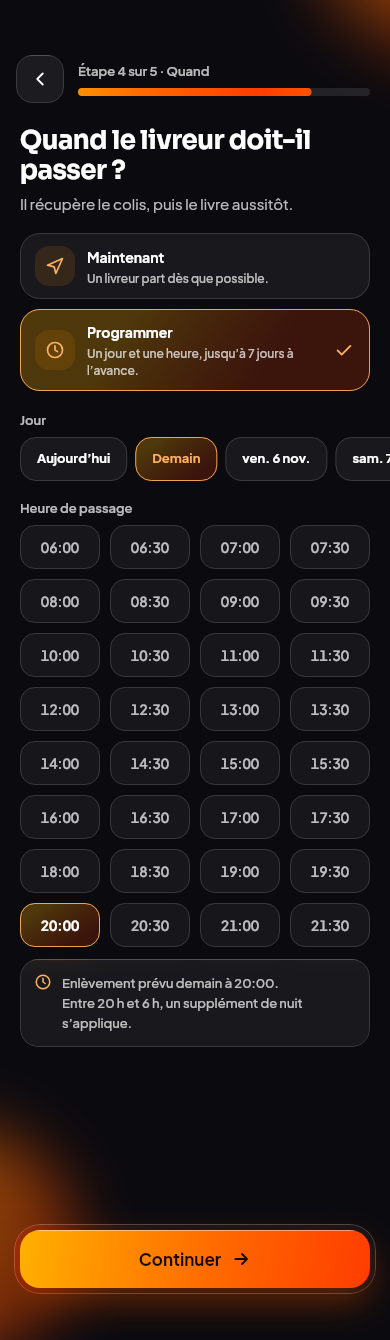 Étape 4 sur 5 · Quand
Quand le livreur doit-il
passer ?
Il récupère le colis, puis le livre aussitôt.
Maintenant
Un livreur part dès que possible.
Programmer
Un jour et une heure, jusqu'à 7 jours à
l'avance.
Jour
Aujourd'hui Demain ven. 6 nov. sam. 7
Heure de passage
06:00 06:30 07:00 07:30
08:00 08:30 09:00 09:30
10:00 10:30 11:00 11:30
12:00 12:30 13:00 13:30
14:00 14:30 15:00 15:30
16:00 16:30 17:00 17:30
18:00 18:30 19:00 19:30
20:00 20:30 21:00 21:30
Enlèvement prévu demain à 20:00.
Entre 20 h et 6 h, un supplément de nuit
s'applique.
Continuer